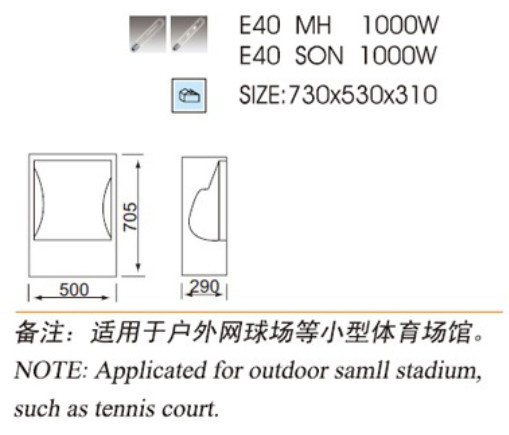 E40 MH 1000W
E40 SON 1000W
SIZE:730x530x310
705
500
290
备注：适用于户外网球场等小型体育场馆。
NOTE: Applicated for outdoor samll stadium,
such as tennis court.